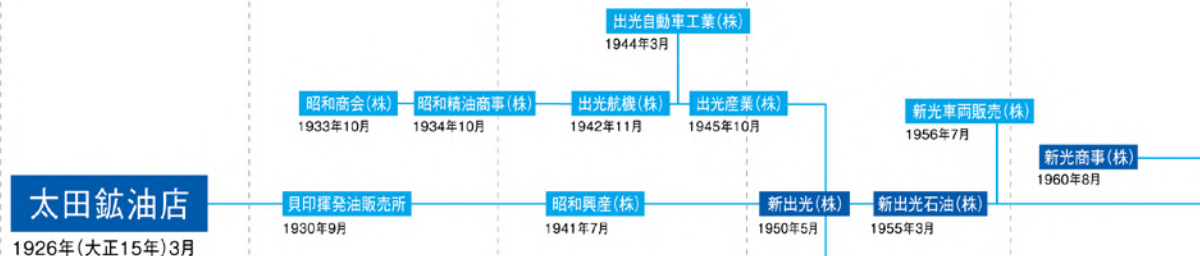 出光自動車工業(株)
1944年3月
昭和商会(株)
1933年10月
昭和精油商事(株)
1934年10月
出光航機(株)
1942年11月
出光産業(株)
1945年10月
新光車両販売(株)
1956年7月
新光商事(株)
1960年8月
太田鉱油店
1926年(大正15年)3月
貝印揮発油販売所
1930年9月
昭和興産(株)
1941年7月
新出光(株)
1950年5月
新出光石油(株)
1955年3月